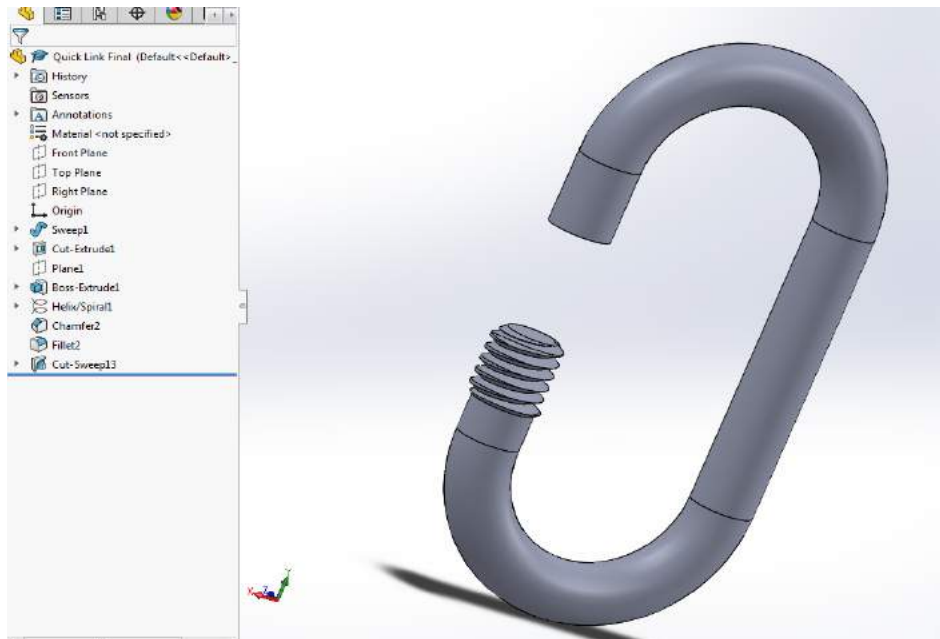 Quick Link Final (Default<<Default>_
History
Sensors
Annotations
Material <not specified>
Front Plane
Top Plane
Right Plane
Origin
Sweep1
Cut-Extrude1
Plane1
Boss-Extrude1
Helix/Spiral1
Chamfer2
Fillet2
Cut-Sweep13